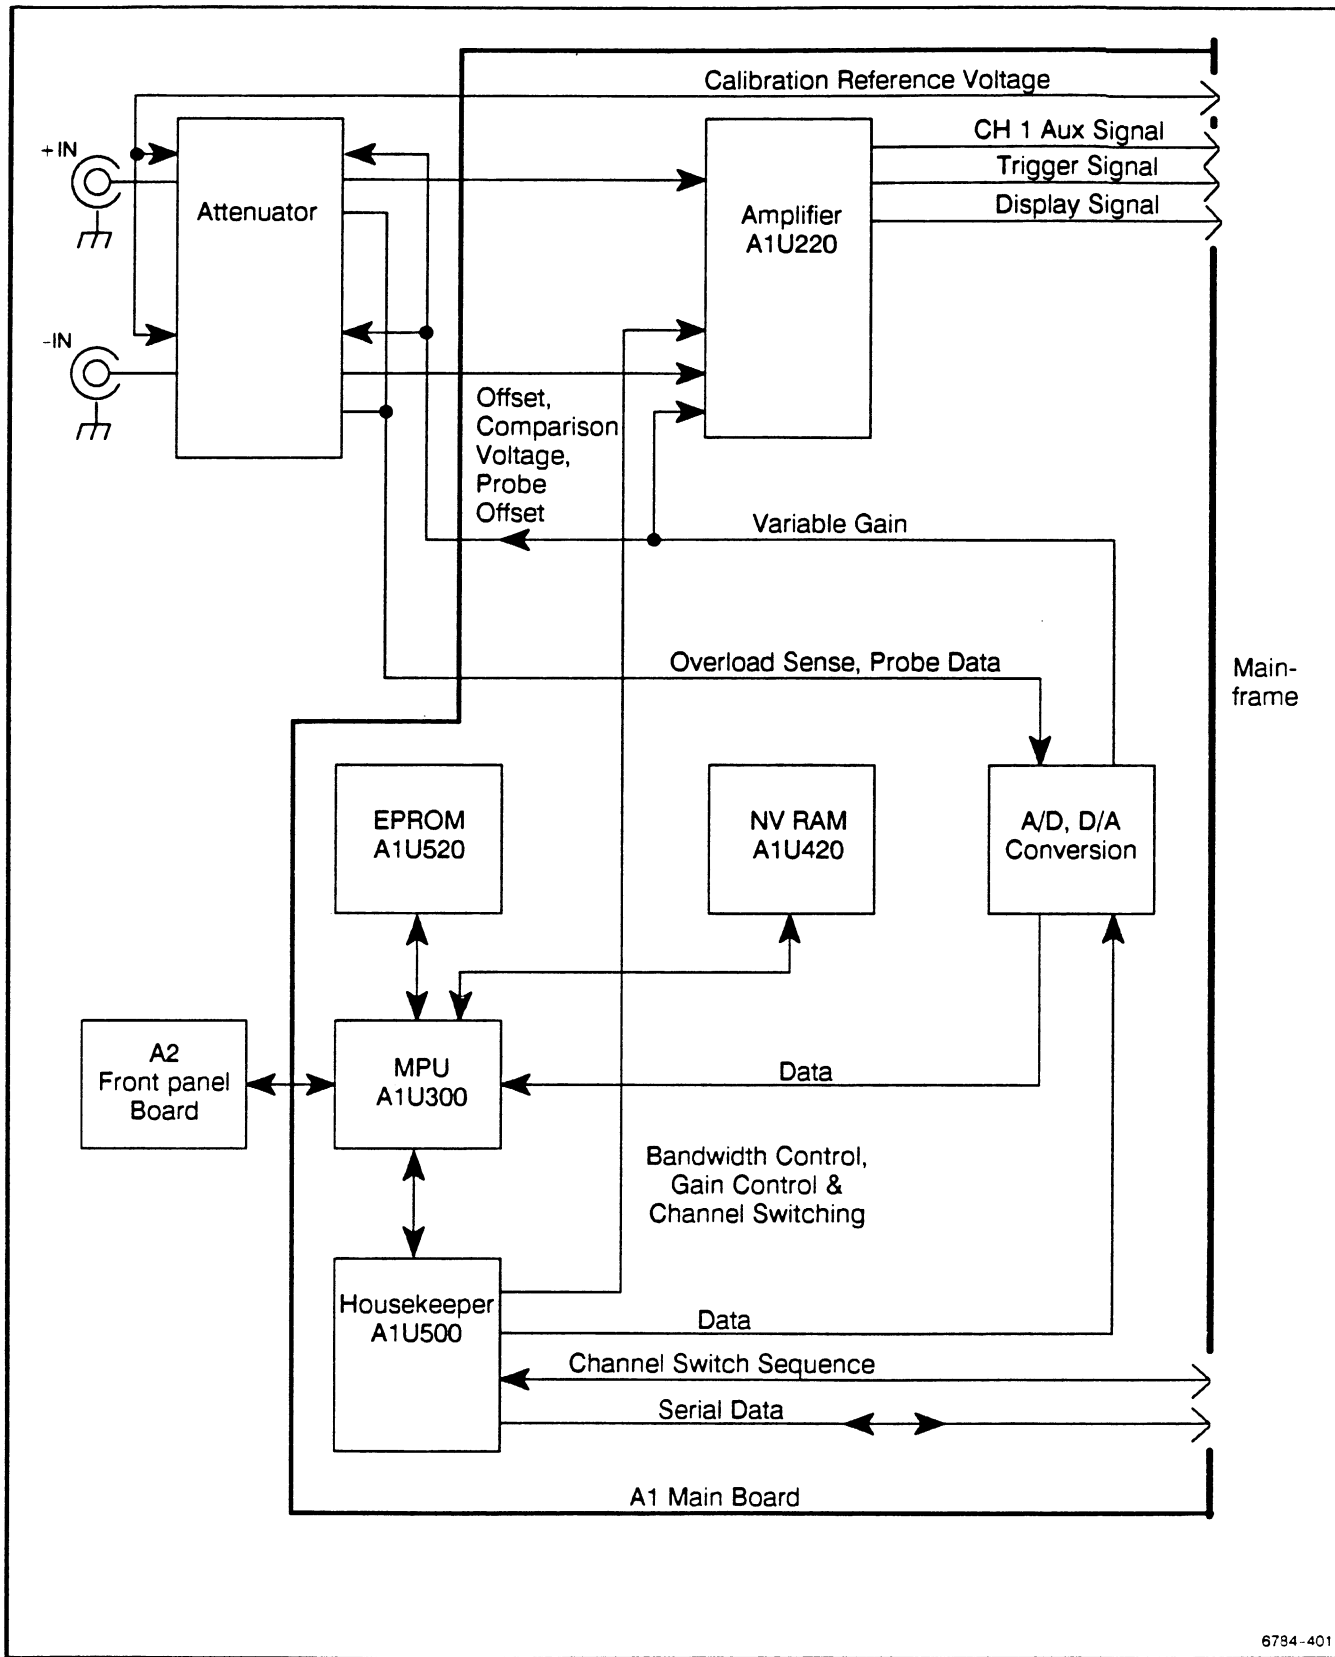 Calibration Reference Voltage
CH 1 Aux Signal
Trigger Signal
Display Signal
+IN
Attenuator
Amplifier
A1U220
-IN
Offset,
Comparison
Voltage,
Probe
Offset
Variable Gain
Overload Sense, Probe Data
Main-
frame
EPROM
A1U520
NV RAM
A1U420
A/D, D/A
Conversion
A2
Front panel
Board
MPU
A1U300
Data
Bandwidth Control,
Gain Control &
Channel Switching
Housekeeper
A1U500
Data
Channel Switch Sequence
Serial Data
A1 Main Board
6784-401